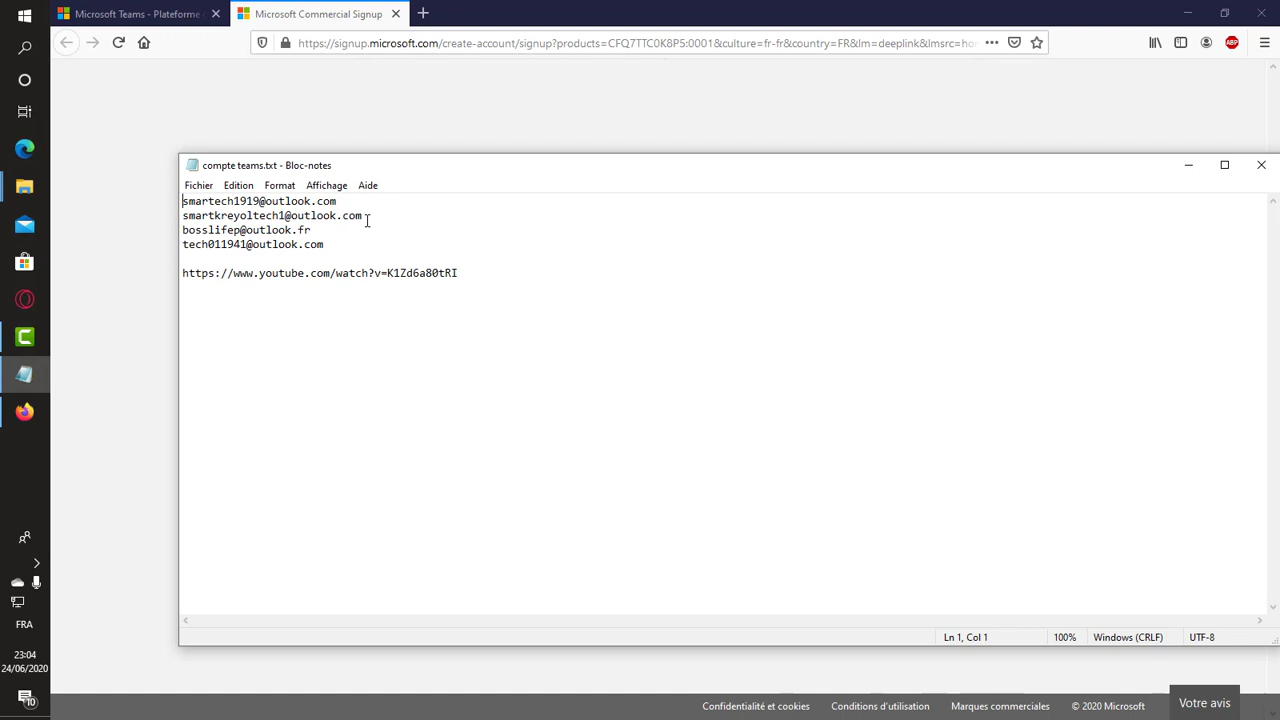 Microsoft Teams - Plateforme
Microsoft Commercial Signup
https://signup.microsoft.com/create-account/signup?products=CFQ7TTC0K8P5:0001&culture=fr-fr&country=FR&lm=deeplink&lmsrc=ho
ABP
compte teams.txt - Bloc-notes
Fichier Edition Format Affichage Aide
smartech1919@outlook.com
smartkreyoltech1@outlook.com
bosslifep@outlook.fr
tech011941@outlook.com
https://www.youtube.com/watch?v=K1Zd6a80tRI
Ln 1, Col 1 100% Windows (CRLF) UTF-8
FRA
23:04
24/06/2020
10
Confidentialité et cookies Conditions d'utilisation Marques commerciales © 2020 Microsoft
Votre avis